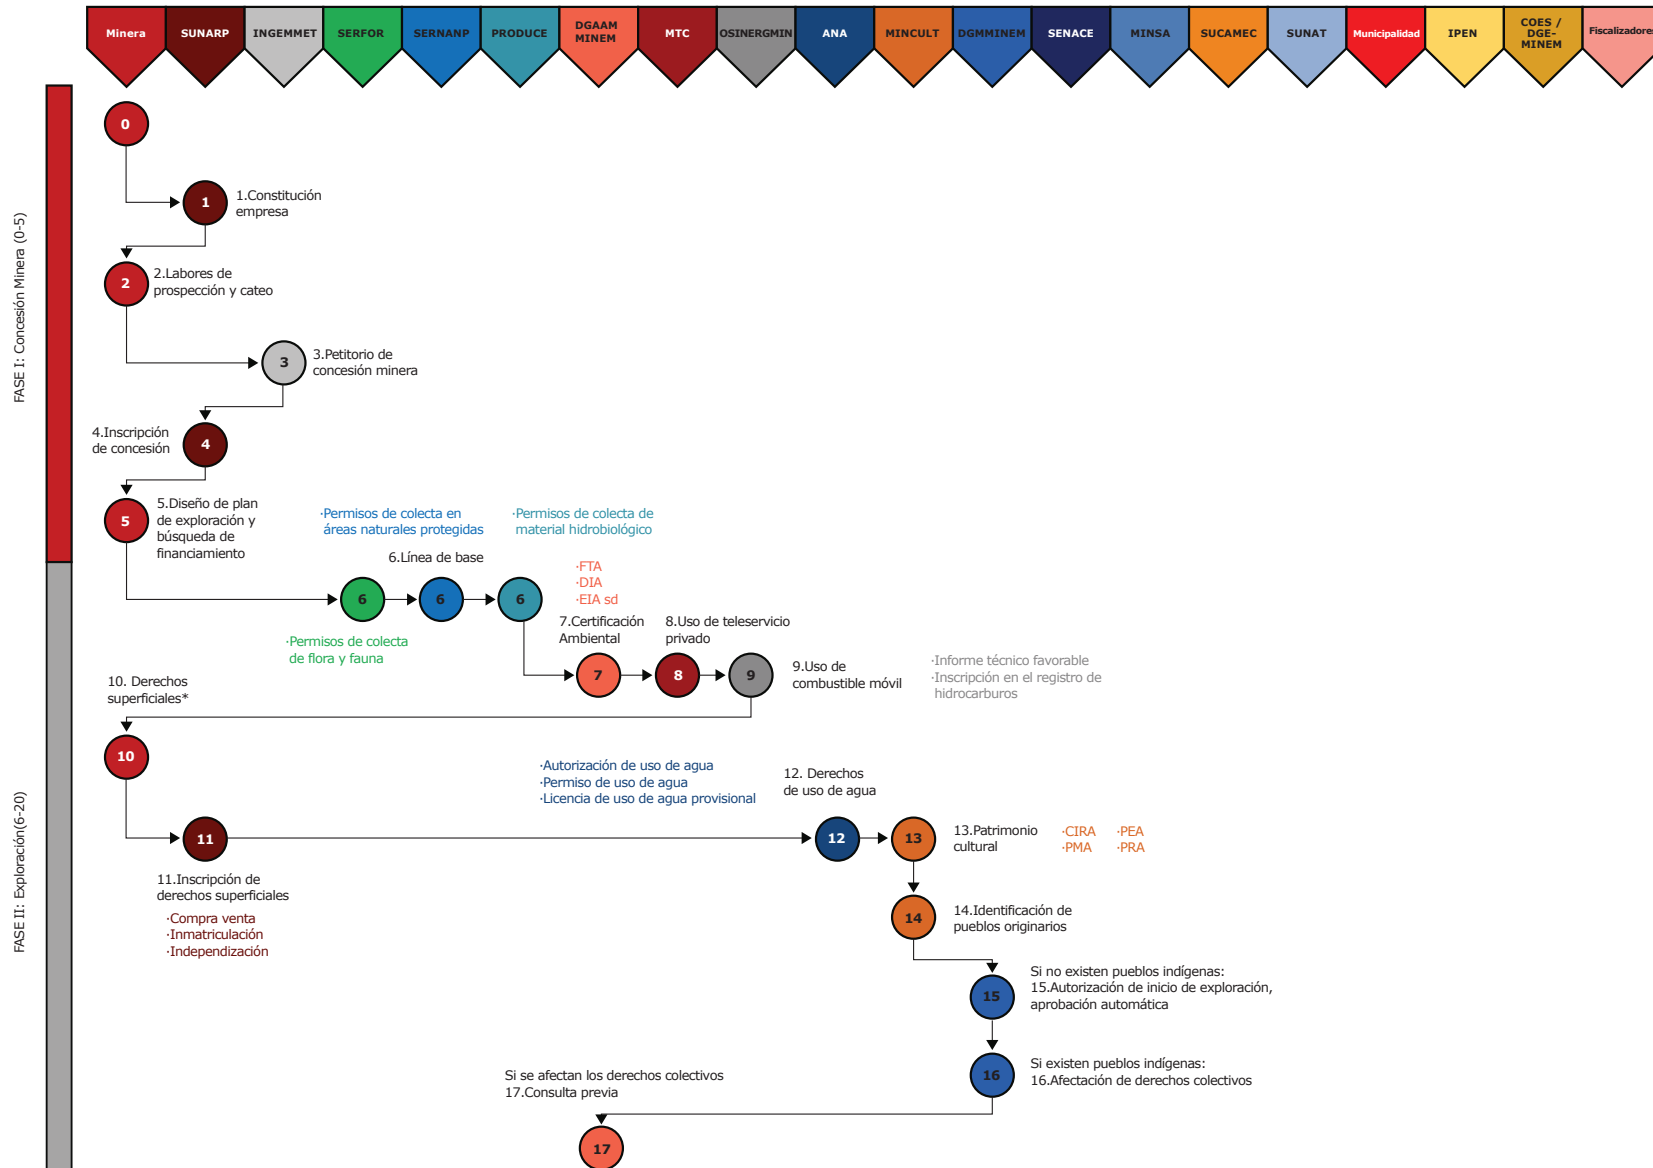 Minera
SUNARP
INGEMMET
SERFOR
SERNANP
PRODUCE
DGAAM
MINEM
MTC
OSINERGMIN
ANA
MINCULT
DGMMINEM
SENACE
MINSA
SUCAMEC
SUNAT
Municipalidad
IPEN
COES /
DGE-
MINEM
Fiscalizadores
FASE I: Concesión Minera (0-5)
0
1
1.Constitución
empresa
2
2.Labores de
prospección y cateo
3
3.Petitorio de
concesión minera
4.Inscripción
de concesión
4
5
5.Diseño de plan
de exploración y
búsqueda de
financiamiento
·Permisos de colecta en
áreas naturales protegidas
·Permisos de colecta de
material hidrobiológico
6.Línea de base
·FTA
·DIA
·EIA sd
6
6
6
·Permisos de colecta
de flora y fauna
7.Certificación
Ambiental
8.Uso de teleservicio
privado
7
8
9
9.Uso de
combustible móvil
·Informe técnico favorable
·Inscripción en el registro de
hidrocarburos
FASE II: Exploración(6-20)
10. Derechos
superficiales*
10
·Autorización de uso de agua
·Permiso de uso de agua
·Licencia de uso de agua provisional
12. Derechos
de uso de agua
11
12
13
13.Patrimonio
cultural
·CIRA ·PEA
·PMA ·PRA
11.Inscripción de
derechos superficiales
·Compra venta
·Inmatriculación
·Independización
14
14.Identificación de
pueblos originarios
15
Si no existen pueblos indígenas:
15.Autorización de inicio de exploración,
aprobación automática
16
Si existen pueblos indígenas:
16.Afectación de derechos colectivos
Si se afectan los derechos colectivos
17.Consulta previa
17